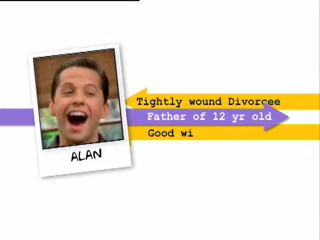 Tightly wound Divorcee
Father of 12 yr old
Good wi
ALAN